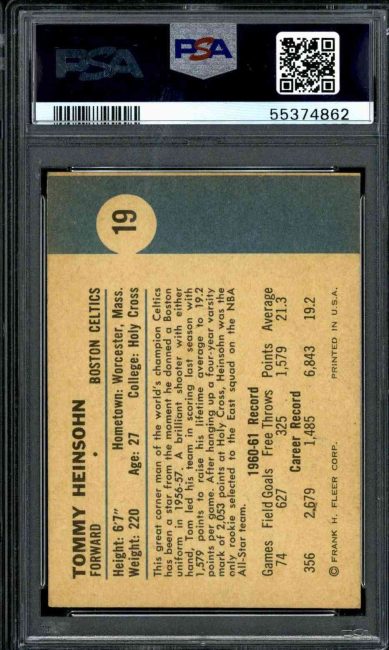 PSA
PSA
55374862
19
TOMMY HEINSOHN
FORWARD • BOSTON CELTICS
Height: 6'7" Hometown: Worcester, Mass.
Weight: 220 Age: 27 College: Holy Cross
This great corner man of the world's champion Celtics
has been a star from the moment he donned a Boston
uniform in 1956-57. A brilliant shooter with either
hand, Tom led his team in scoring last season with
1,579 points to raise his lifetime average to 19.2
points per game. After hanging up a four-year varsity
mark of 2,053 points at Holy Cross, Heinsohn was the
only rookie selected to the East squad on the NBA
All-Star team.
1960-61 Record
Games Field Goals Free Throws Points Average
74 627 325 1,579 21.3
Career Record
356 2,679 1,485 6,843 19.2
© FRANK H. FLEER CORP. PRINTED IN U.S.A.